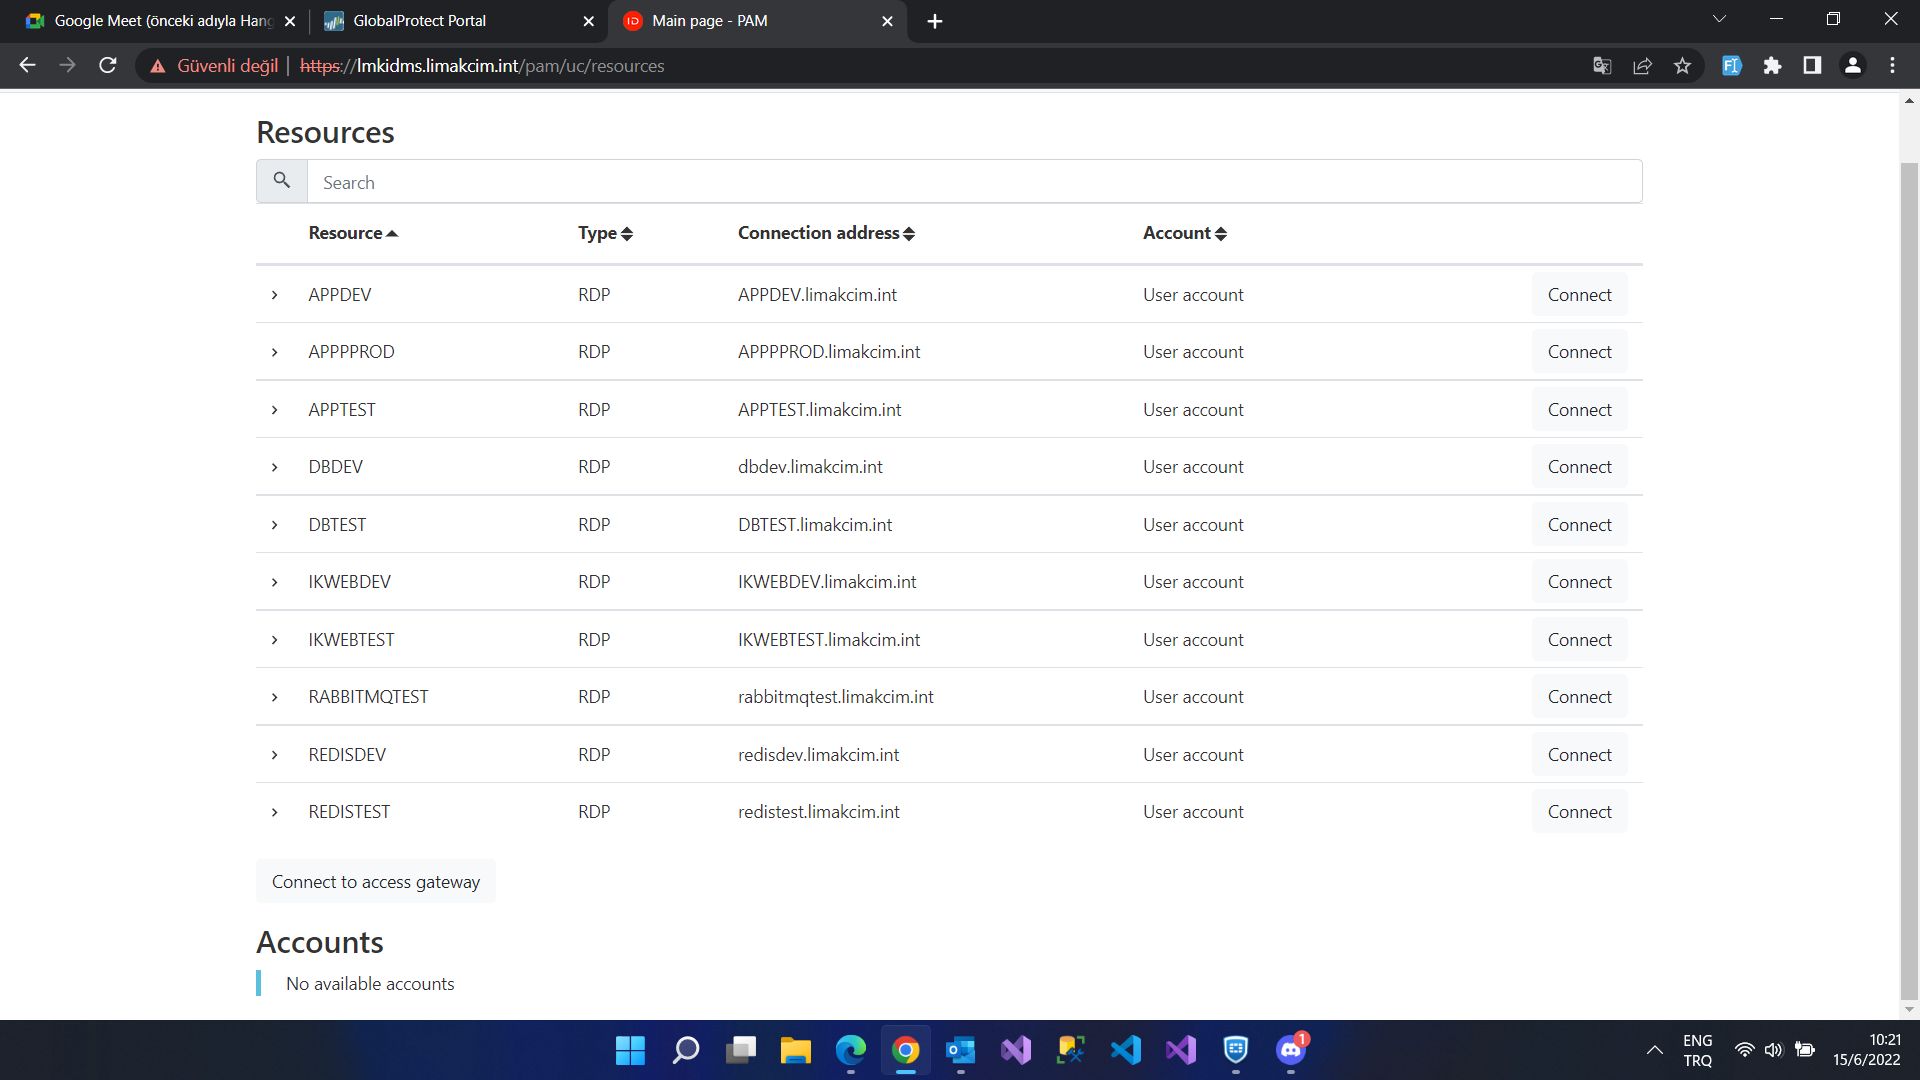 Google Meet (önceki adıyla Hang
GlobalProtect Portal
Main page - PAM
Güvenli değil
https://lmkidms.limakcim.int/pam/uc/resources
Resources
Search
Resource Type Connection address Account
APPDEV RDP APPDEV.limakcim.int User account Connect
APPPPROD RDP APPPPROD.limakcim.int User account Connect
APPTEST RDP APPTEST.limakcim.int User account Connect
DBDEV RDP dbdev.limakcim.int User account Connect
DBTEST RDP DBTEST.limakcim.int User account Connect
IKWEBDEV RDP IKWEBDEV.limakcim.int User account Connect
IKWEBTEST RDP IKWEBTEST.limakcim.int User account Connect
RABBITMQTEST RDP rabbitmqtest.limakcim.int User account Connect
REDISDEV RDP redisdev.limakcim.int User account Connect
REDISTEST RDP redistest.limakcim.int User account Connect
Connect to access gateway
Accounts
No available accounts
1
ENG
TRQ
10:21
15/6/2022